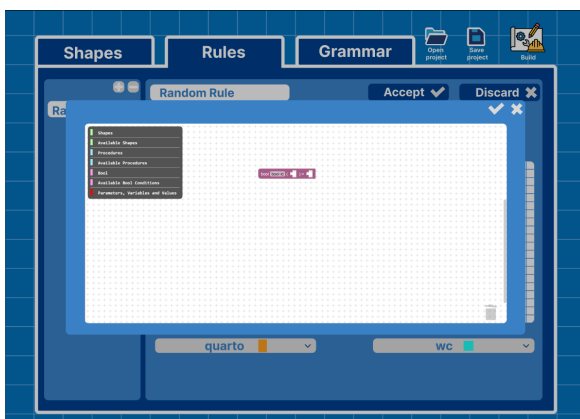 Shapes
Rules
Grammar
Open project
Save project
Build
Random Rule
Accept
Discard
Ra
Shapes
Available Shapes
Procedures
Available Procedures
Bool
Available Bool Conditions
Parameters, Variables and Values
quarto
wc